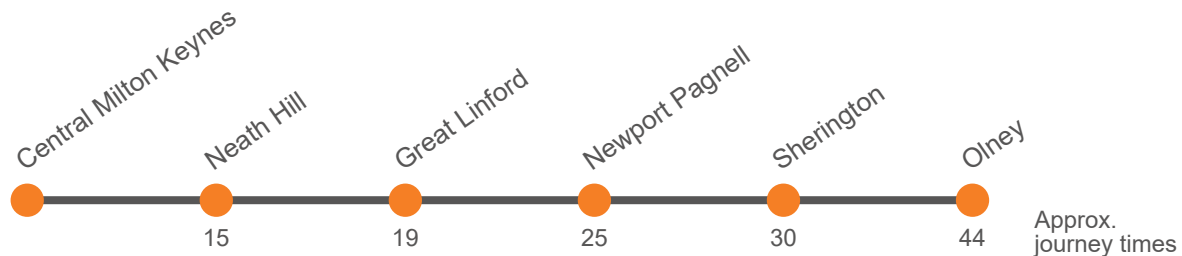 Central Milton Keynes
Neath Hill
Great Linford
Newport Pagnell
Sherington
Olney
15
19
25
30
44
Approx.
journey times